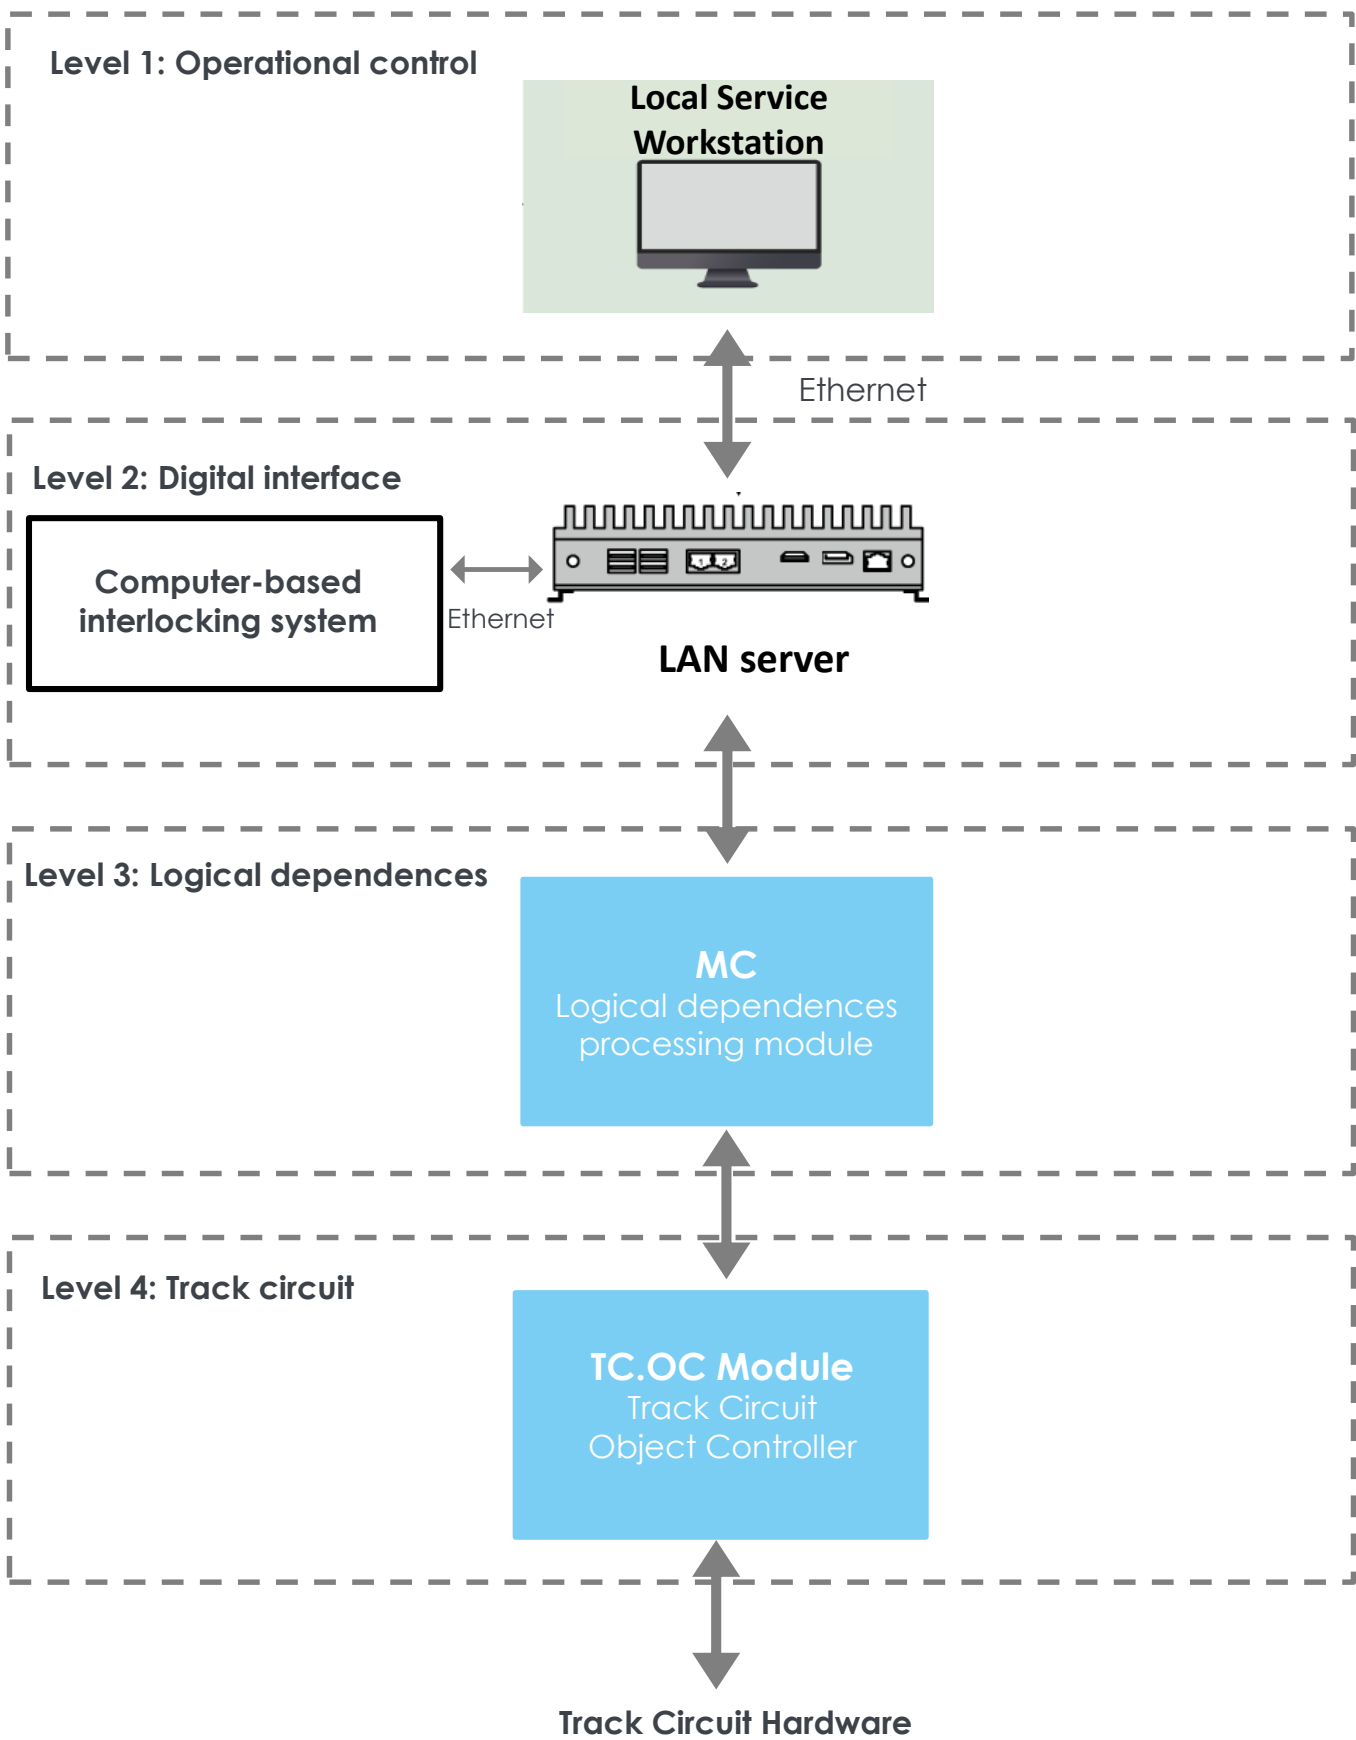 Level 1: Operational control
Local Service
Workstation
Ethernet
Level 2: Digital interface
Computer-based
interlocking system
Ethernet
1 2
LAN server
Level 3: Logical dependences
MC
Logical dependences
processing module
Level 4: Track circuit
TC.OC Module
Track Circuit
Object Controller
Track Circuit Hardware